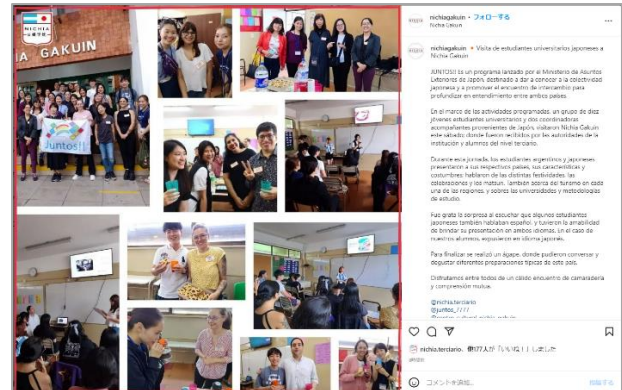 NICHIA
日亜学院
NICHIA GAKUIN
Juntos!!
nichiagakuin • フォローする
Nichia Gakuin
nichiagakuin • Visita de estudiantes universitarios japoneses a
Nichia Gakuin
JUNTOS!! Es un programa lanzado por el Ministerio de Asuntos
Exteriores de Japón, destinado a dar a conocer a la colectividad
japonesa y a promover el encuentro de intercambio para
profundizar en entendimiento entre ambos países.
En el marco de las actividades programadas, un grupo de diez
jóvenes estudiantes universitarios y dos coordinadoras
acompañantes provenientes de Japón, visitaron Nichia Gakuin
este sábado; donde fueron recibidos por las autoridades de la
institución y alumnos del nivel terciario.
Durante esta jornada, los estudiantes argentinos y japoneses
presentaron a sus respectivos países, sus características y
costumbres: hablaron de las distintas festividades, las
celebraciones y los matsuri. También acerca del turismo en cada
una de las regiones, y sobres las universidades y metodologías
de estudio.
Fue grata la sorpresa al escuchar que algunos estudiantes
japoneses también hablaban español, y tuvieron la amabilidad
de brindar su presentación en ambos idiomas. En el caso de
nuestros alumnos, expusieron en idioma japonés.
Para finalizar se realizó un ágape, donde pudieron conversar y
degustar diferentes preparaciones típicas de este país.
Disfrutamos entre todos de un cálido encuentro de camaradería
y comprensión mutua.
@nichia.terciario
@juntos_7777
nichia.terciario、他177人が「いいね!」しました
コメントを追加...
投稿する